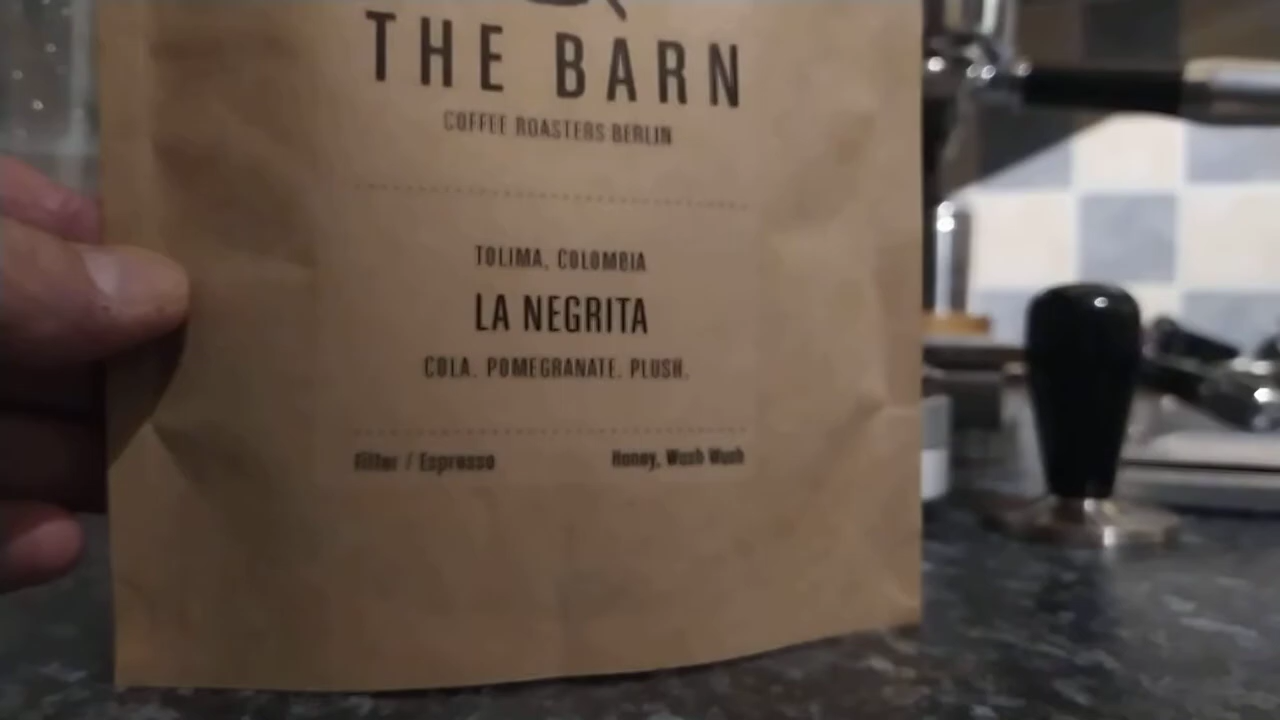 THE BARN
COFFEE ROASTERS BERLIN
TOLIMA, COLOMBIA
LA NEGRITA
COLA. POMEGRANATE. PLUSH.
Filter / Espresso
Honey, Wush Wush